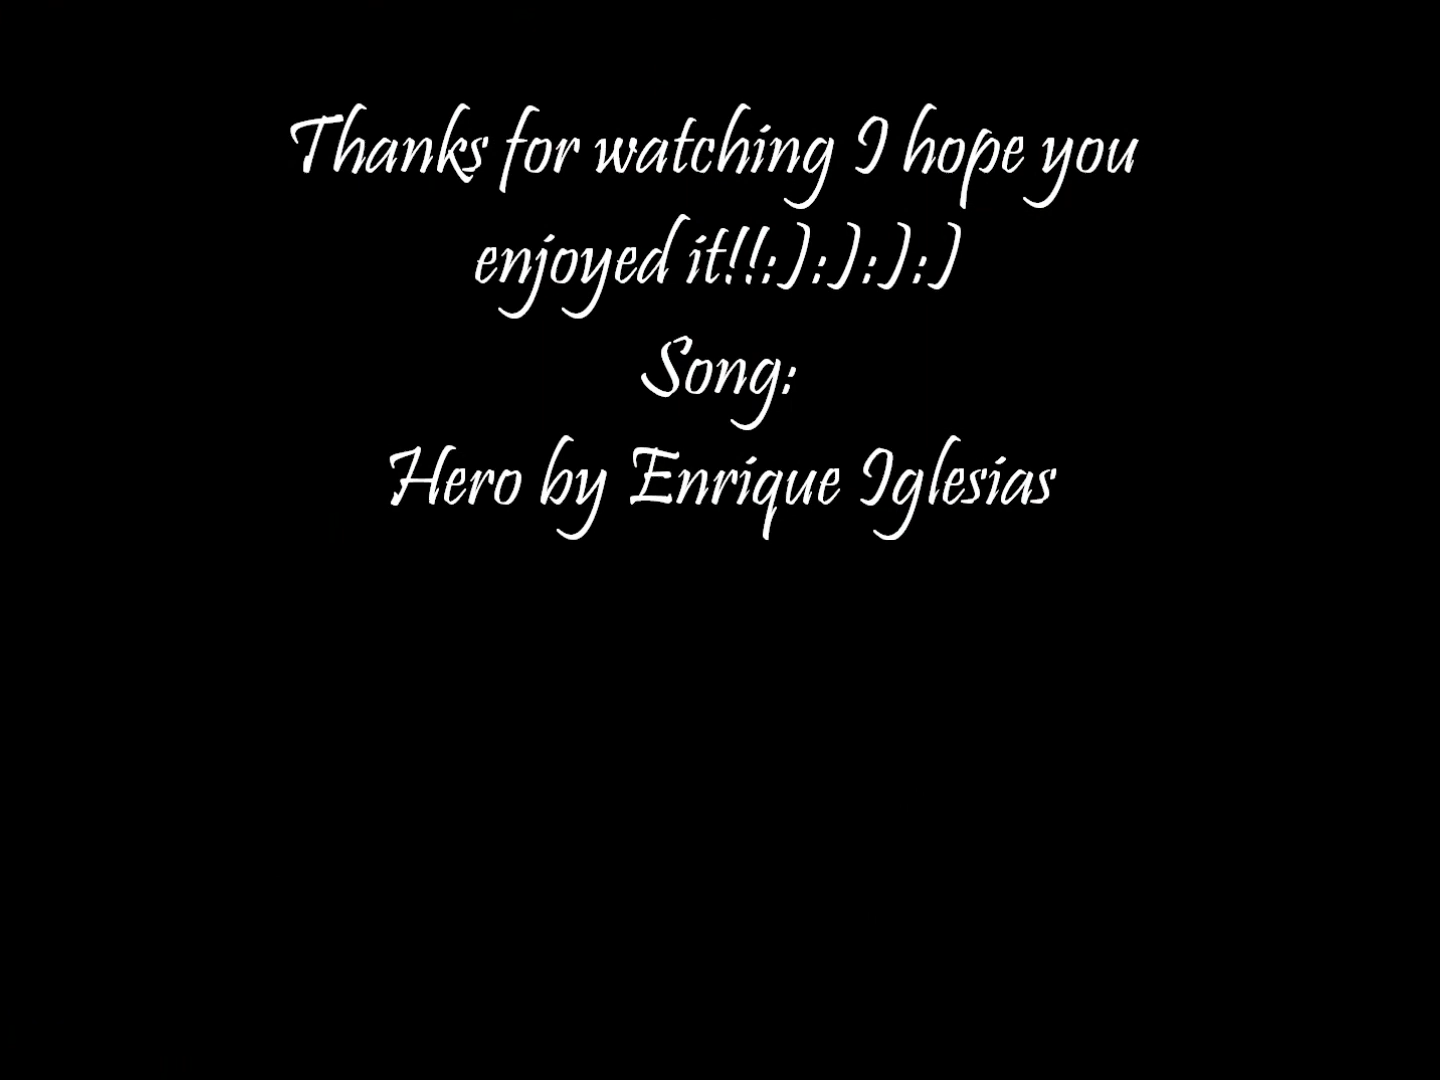 Thanks for watching I hope you
enjoyed it!!:):):):)
Song:
Hero by Enrique Iglesias